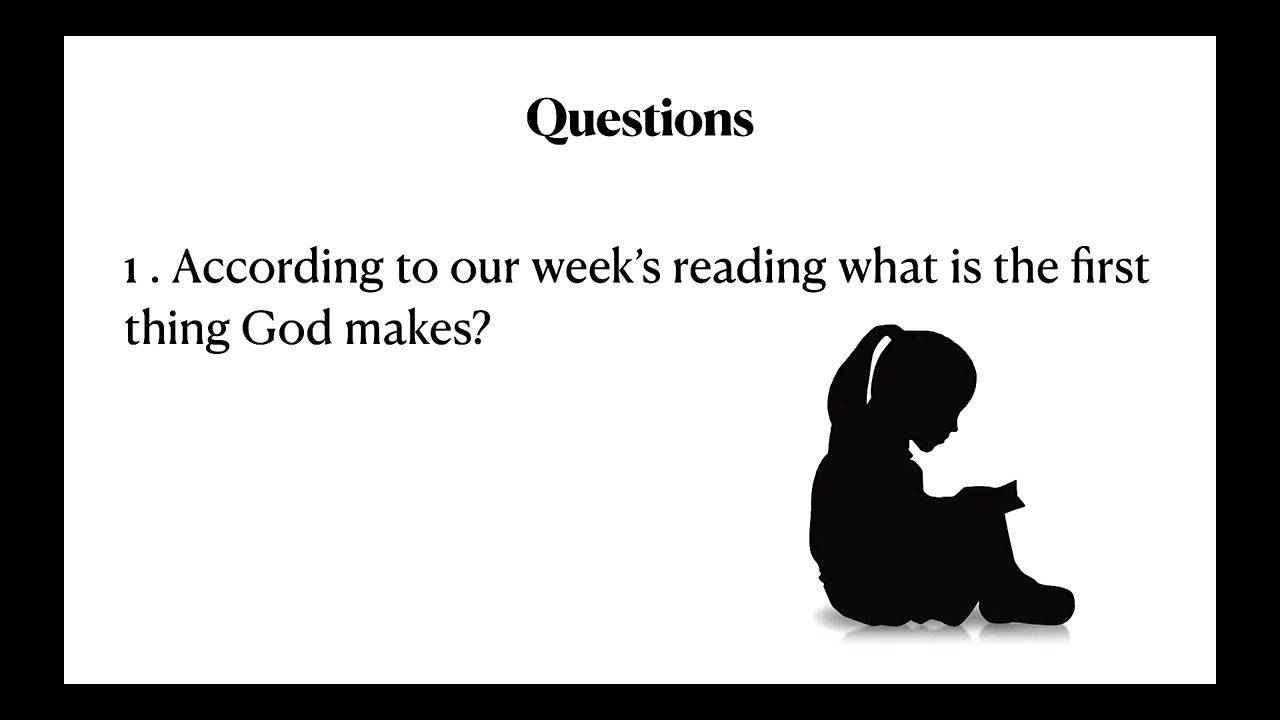 Questions
1 . According to our week’s reading what is the first
thing God makes?